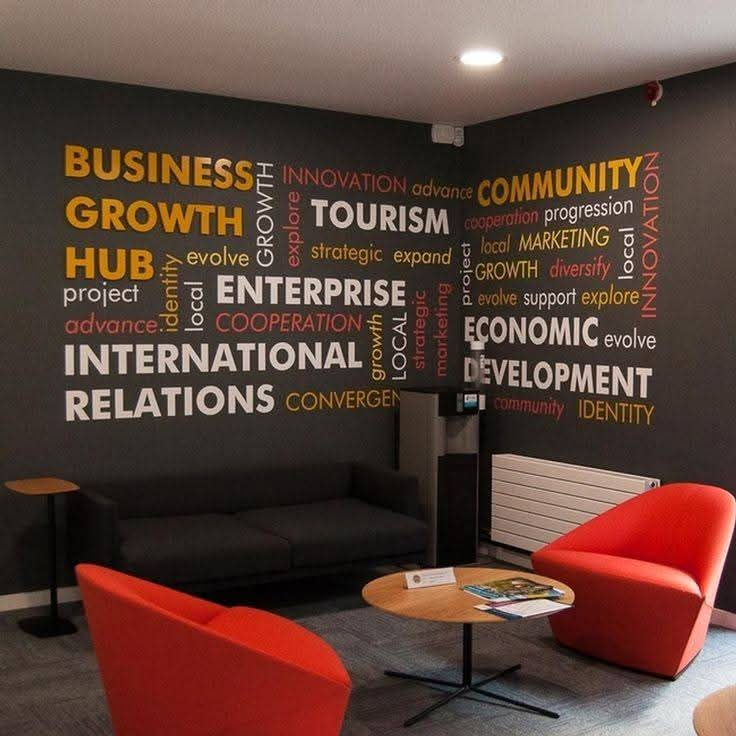 BUSINESS
GROWTH
HUB
GROWTH
INNOVATION
advance
explore
TOURISM
identity
evolve
strategic expand
project
local
ENTERPRISE
advance
COOPERATION
growth
LOCAL
strategic
marketing
INTERNATIONAL
RELATIONS
CONVERGEN
COMMUNITY
INNOVATION
cooperation progression
project
local MARKETING
local
GROWTH diversify
evolve support explore
ECONOMIC evolve
DEVELOPMENT
community IDENTITY